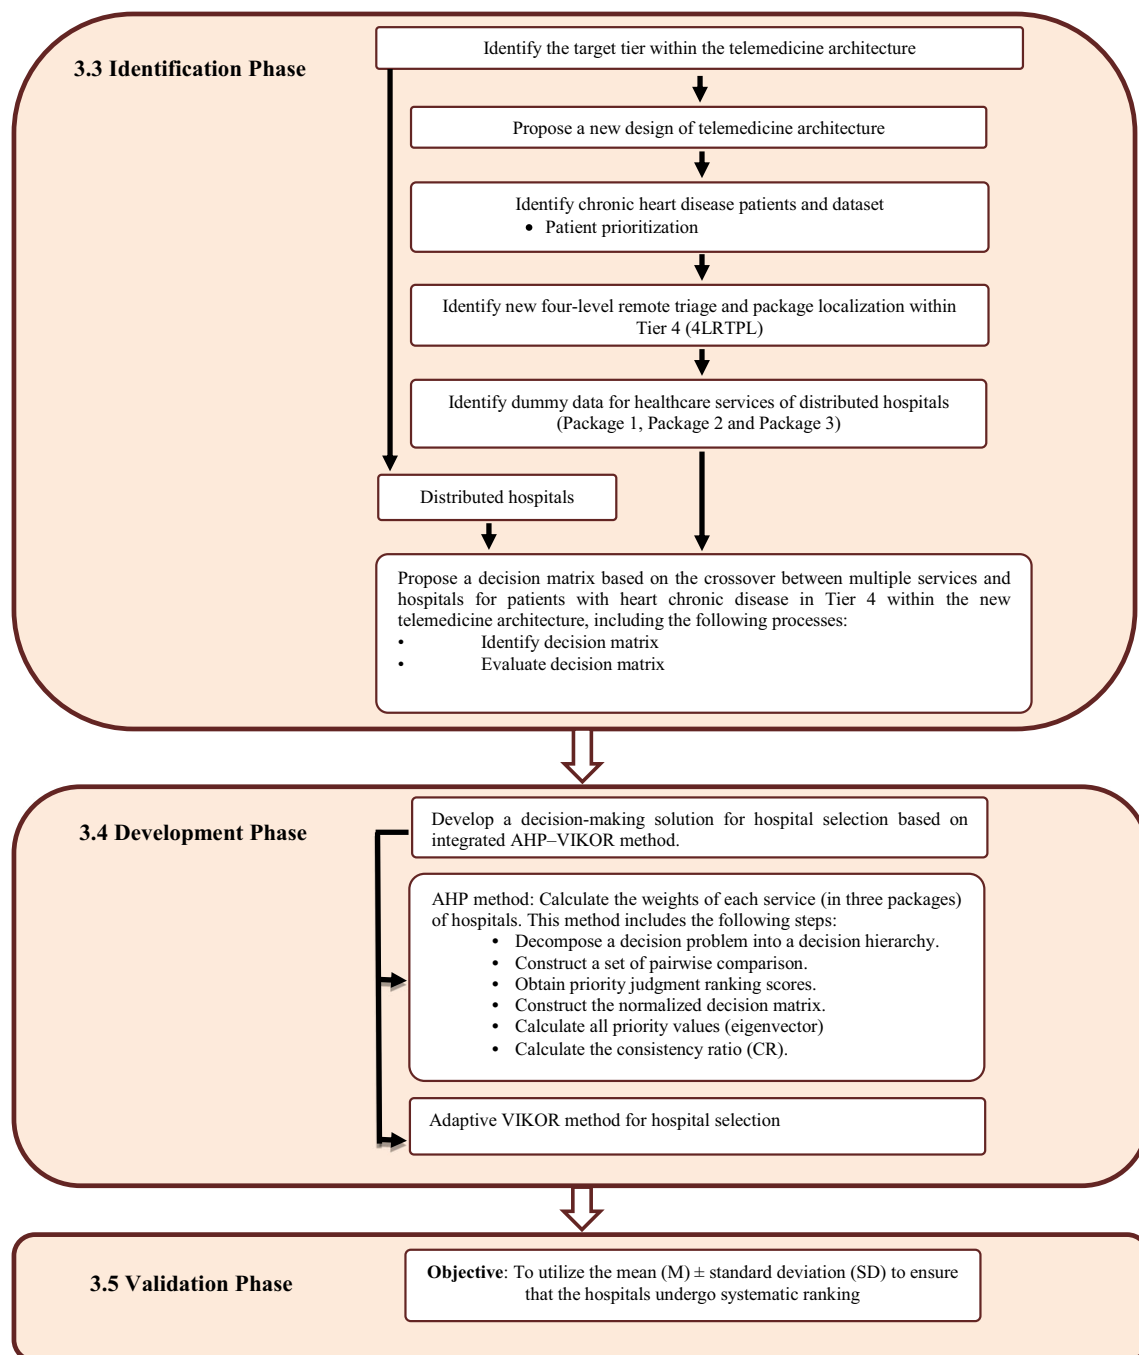 3.3 Identification Phase
Identify the target tier within the telemedicine architecture
Propose a new design of telemedicine architecture
Identify chronic heart disease patients and dataset
• Patient prioritization
Identify new four-level remote triage and package localization within
Tier 4 (4LRTPL)
Identify dummy data for healthcare services of distributed hospitals
(Package 1, Package 2 and Package 3)
Distributed hospitals
Propose a decision matrix based on the crossover between multiple services and
hospitals for patients with heart chronic disease in Tier 4 within the new
telemedicine architecture, including the following processes:
• Identify decision matrix
• Evaluate decision matrix
3.4 Development Phase
Develop a decision-making solution for hospital selection based on
integrated AHP–VIKOR method.
AHP method: Calculate the weights of each service (in three packages)
of hospitals. This method includes the following steps:
• Decompose a decision problem into a decision hierarchy.
• Construct a set of pairwise comparison.
• Obtain priority judgment ranking scores.
• Construct the normalized decision matrix.
• Calculate all priority values (eigenvector)
• Calculate the consistency ratio (CR).
Adaptive VIKOR method for hospital selection
3.5 Validation Phase
Objective: To utilize the mean (M) ± standard deviation (SD) to ensure
that the hospitals undergo systematic ranking